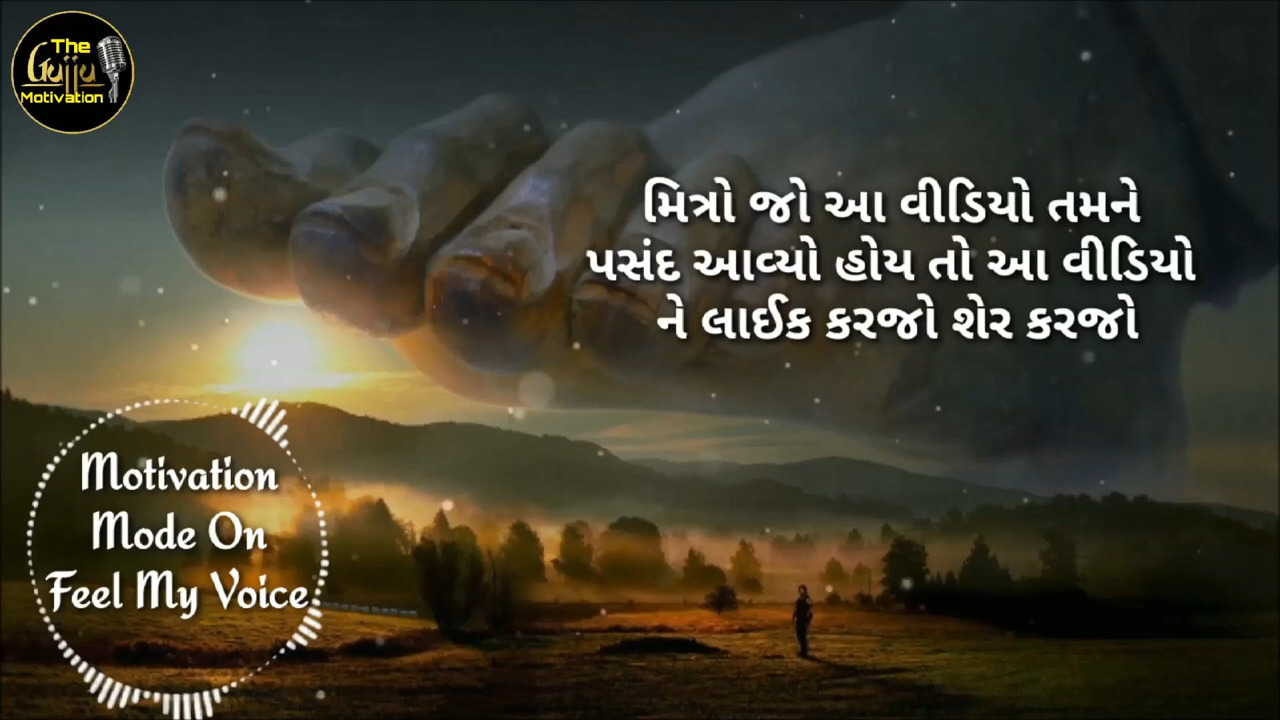 The
Gujju
Motivation
મિત્રો જો આ વીડિયો તમને
પસંદ આવ્યો હોય તો આ વીડિયો
ને લાઈક કરજો શેર કરજો
Motivation
Mode On
Feel My Voice